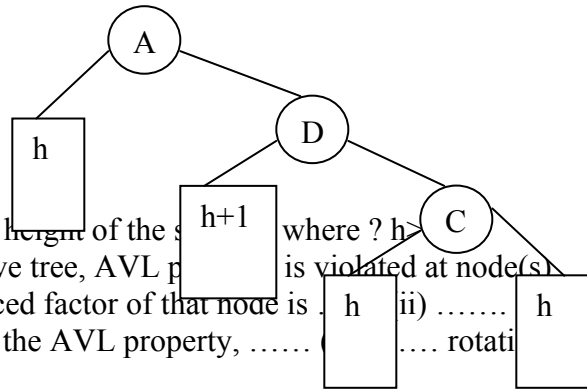 A
D
h
h+1
C
height of the s where ? h>
ve tree, AVL p is violated at node(s)
ced factor of that node is . ii) .......
h
h
the AVL property, ...... ( .... rotati